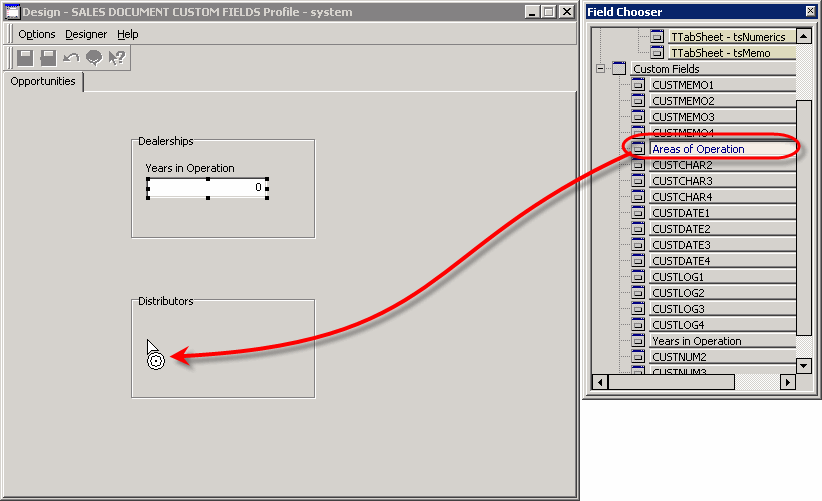 Design - SALES DOCUMENT CUSTOM FIELDS Profile - system
Options Designer Help
Opportunities
Dealerships
Years in Operation
0
Distributors
Field Chooser
TTabSheet - tsNumerics
TTabSheet - tsMemo
Custom Fields
CUSTMEMO1
CUSTMEMO2
CUSTMEMO3
CUSTMEMO4
Areas of Operation
CUSTCHAR2
CUSTCHAR3
CUSTCHAR4
CUSTDATE1
CUSTDATE2
CUSTDATE3
CUSTDATE4
CUSTLOG1
CUSTLOG2
CUSTLOG3
CUSTLOG4
Years in Operation
CUSTNUM2
CUSTNUM3